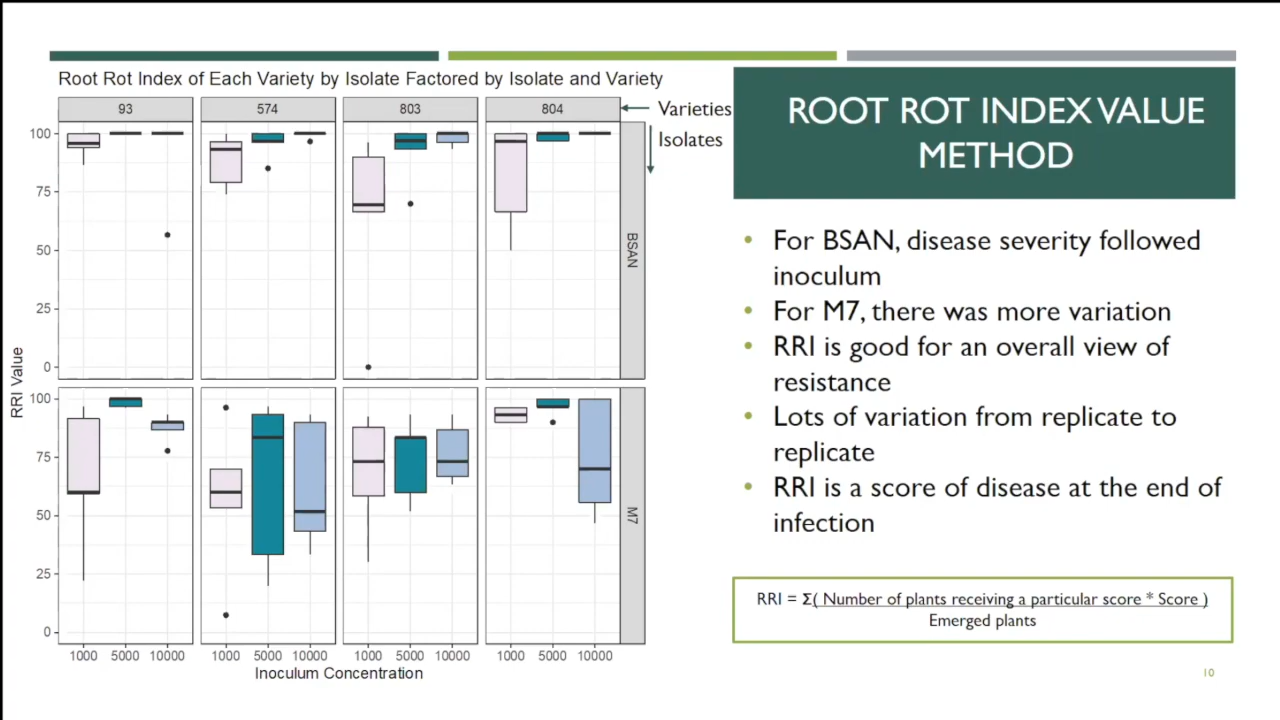 Root Rot Index of Each Variety by Isolate Factored by Isolate and Variety
93 574 803 804
Varieties
Isolates
100
75
50
25
0
BSAN
RRI Value
100
75
50
25
0
M7
1000 5000 10000 1000 5000 10000 1000 5000 10000 1000 5000 10000
Inoculum Concentration
ROOT ROT INDEX VALUE
METHOD
• For BSAN, disease severity followed
inoculum
• For M7, there was more variation
• RRI is good for an overall view of
resistance
• Lots of variation from replicate to
replicate
• RRI is a score of disease at the end of
infection
RRI = Σ( Number of plants receiving a particular score * Score )
Emerged plants
10